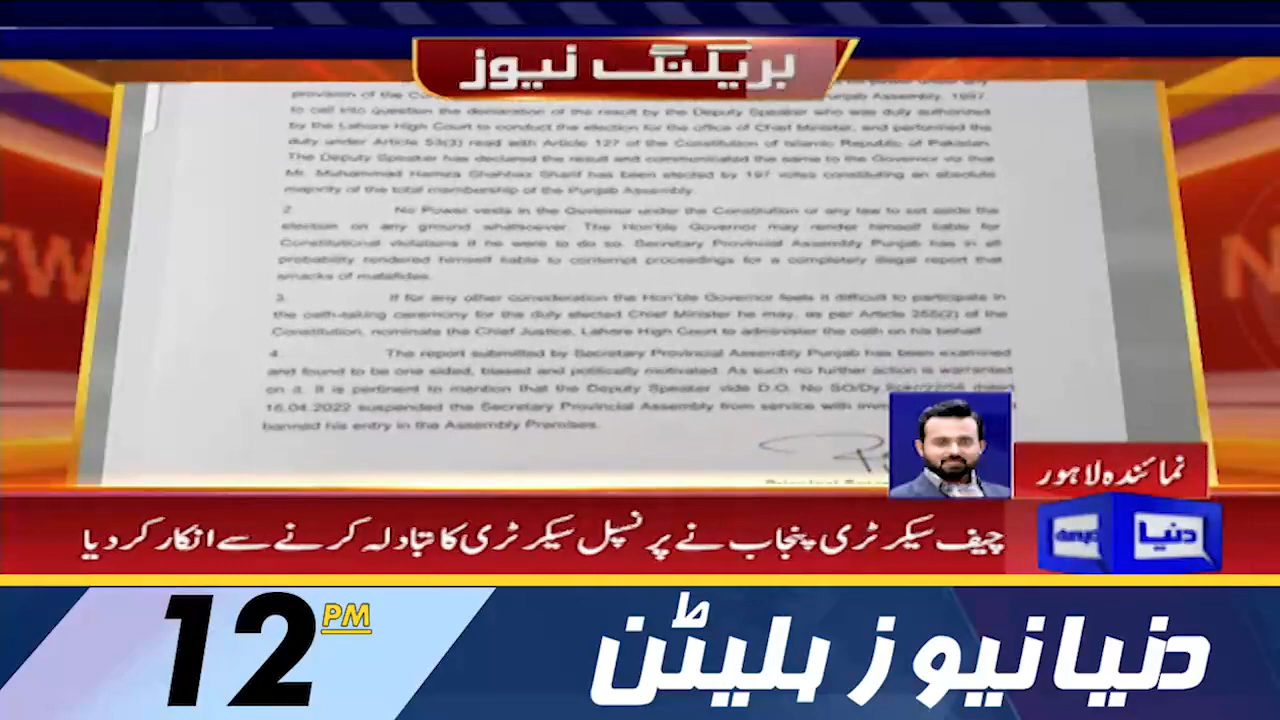 بریکنگ نیوز
provision of the
Punjab Assembly, 1997
to call into question the declaration of the result by the Deputy Speaker who was duly authorized
by the Lahore High Court to conduct the election for the office of Chief Minister, and performed the
duty under Article 53(3) read with Article 127 of the Constitution of Islamic Republic of Pakistan.
The Deputy Speaker has declared the result and communicated the same to the Governor viz that
Mr. Muhammad Hamza Shahbaz Sharif has been elected by 197 votes constituting an absolute
majority of the total membership of the Punjab Assembly.
2. No Power vests in the Governor under the Constitution or any law to set aside the
election on any ground whatsoever. The Hon'ble Governor may render himself liable for
Constitutional violations if he were to do so. Secretary Provincial Assembly Punjab has in all
probability rendered himself liable to contempt proceedings for a completely illegal report that
smacks of malafides.
3. If for any other consideration the Hon'ble Governor feels it difficult to participate in
the oath-taking ceremony for the duly elected Chief Minister he may, as per Article 255(2) of the
Constitution, nominate the Chief Justice, Lahore High Court to administer the oath on his behalf.
4. The report submitted by Secretary Provincial Assembly Punjab has been examined
and found to be one sided, biased and politically motivated. As such no further action is warranted
on it. It is pertinent to mention that the Deputy Speaker vide D.O. No SO/Dy.
16.04.2022 suspended the Secretary Provincial Assembly from service with
banned his entry in the Assembly Premises.
نمائندہ لاہور
چیف سیکرٹری پنجاب نے پرنسپل سیکرٹری کا تبادلہ کرنے سے انکار کر دیا
دنیا
12 PM
دنیا نیوز بلیٹن